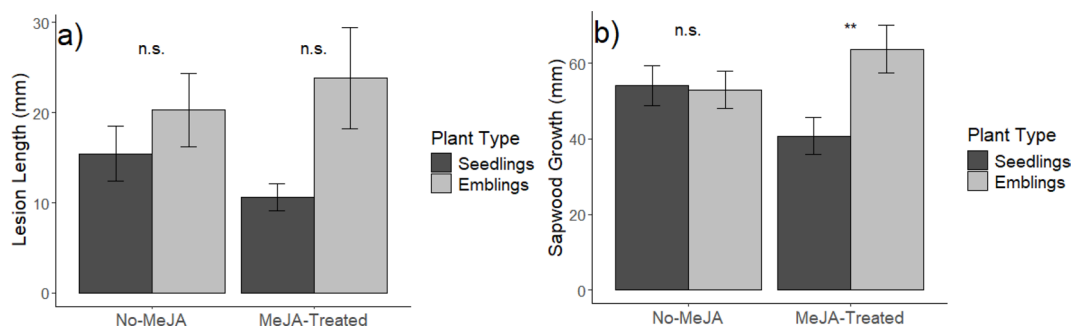 a)
n.s.
n.s.
30
20
10
0
Lesion Length (mm)
No-MeJA
MeJA-Treated
Plant Type
Seedlings
Emblings
b)
n.s.
**
60
40
20
0
Sapwood Growth (mm)
No-MeJA
MeJA-Treated
Plant Type
Seedlings
Emblings